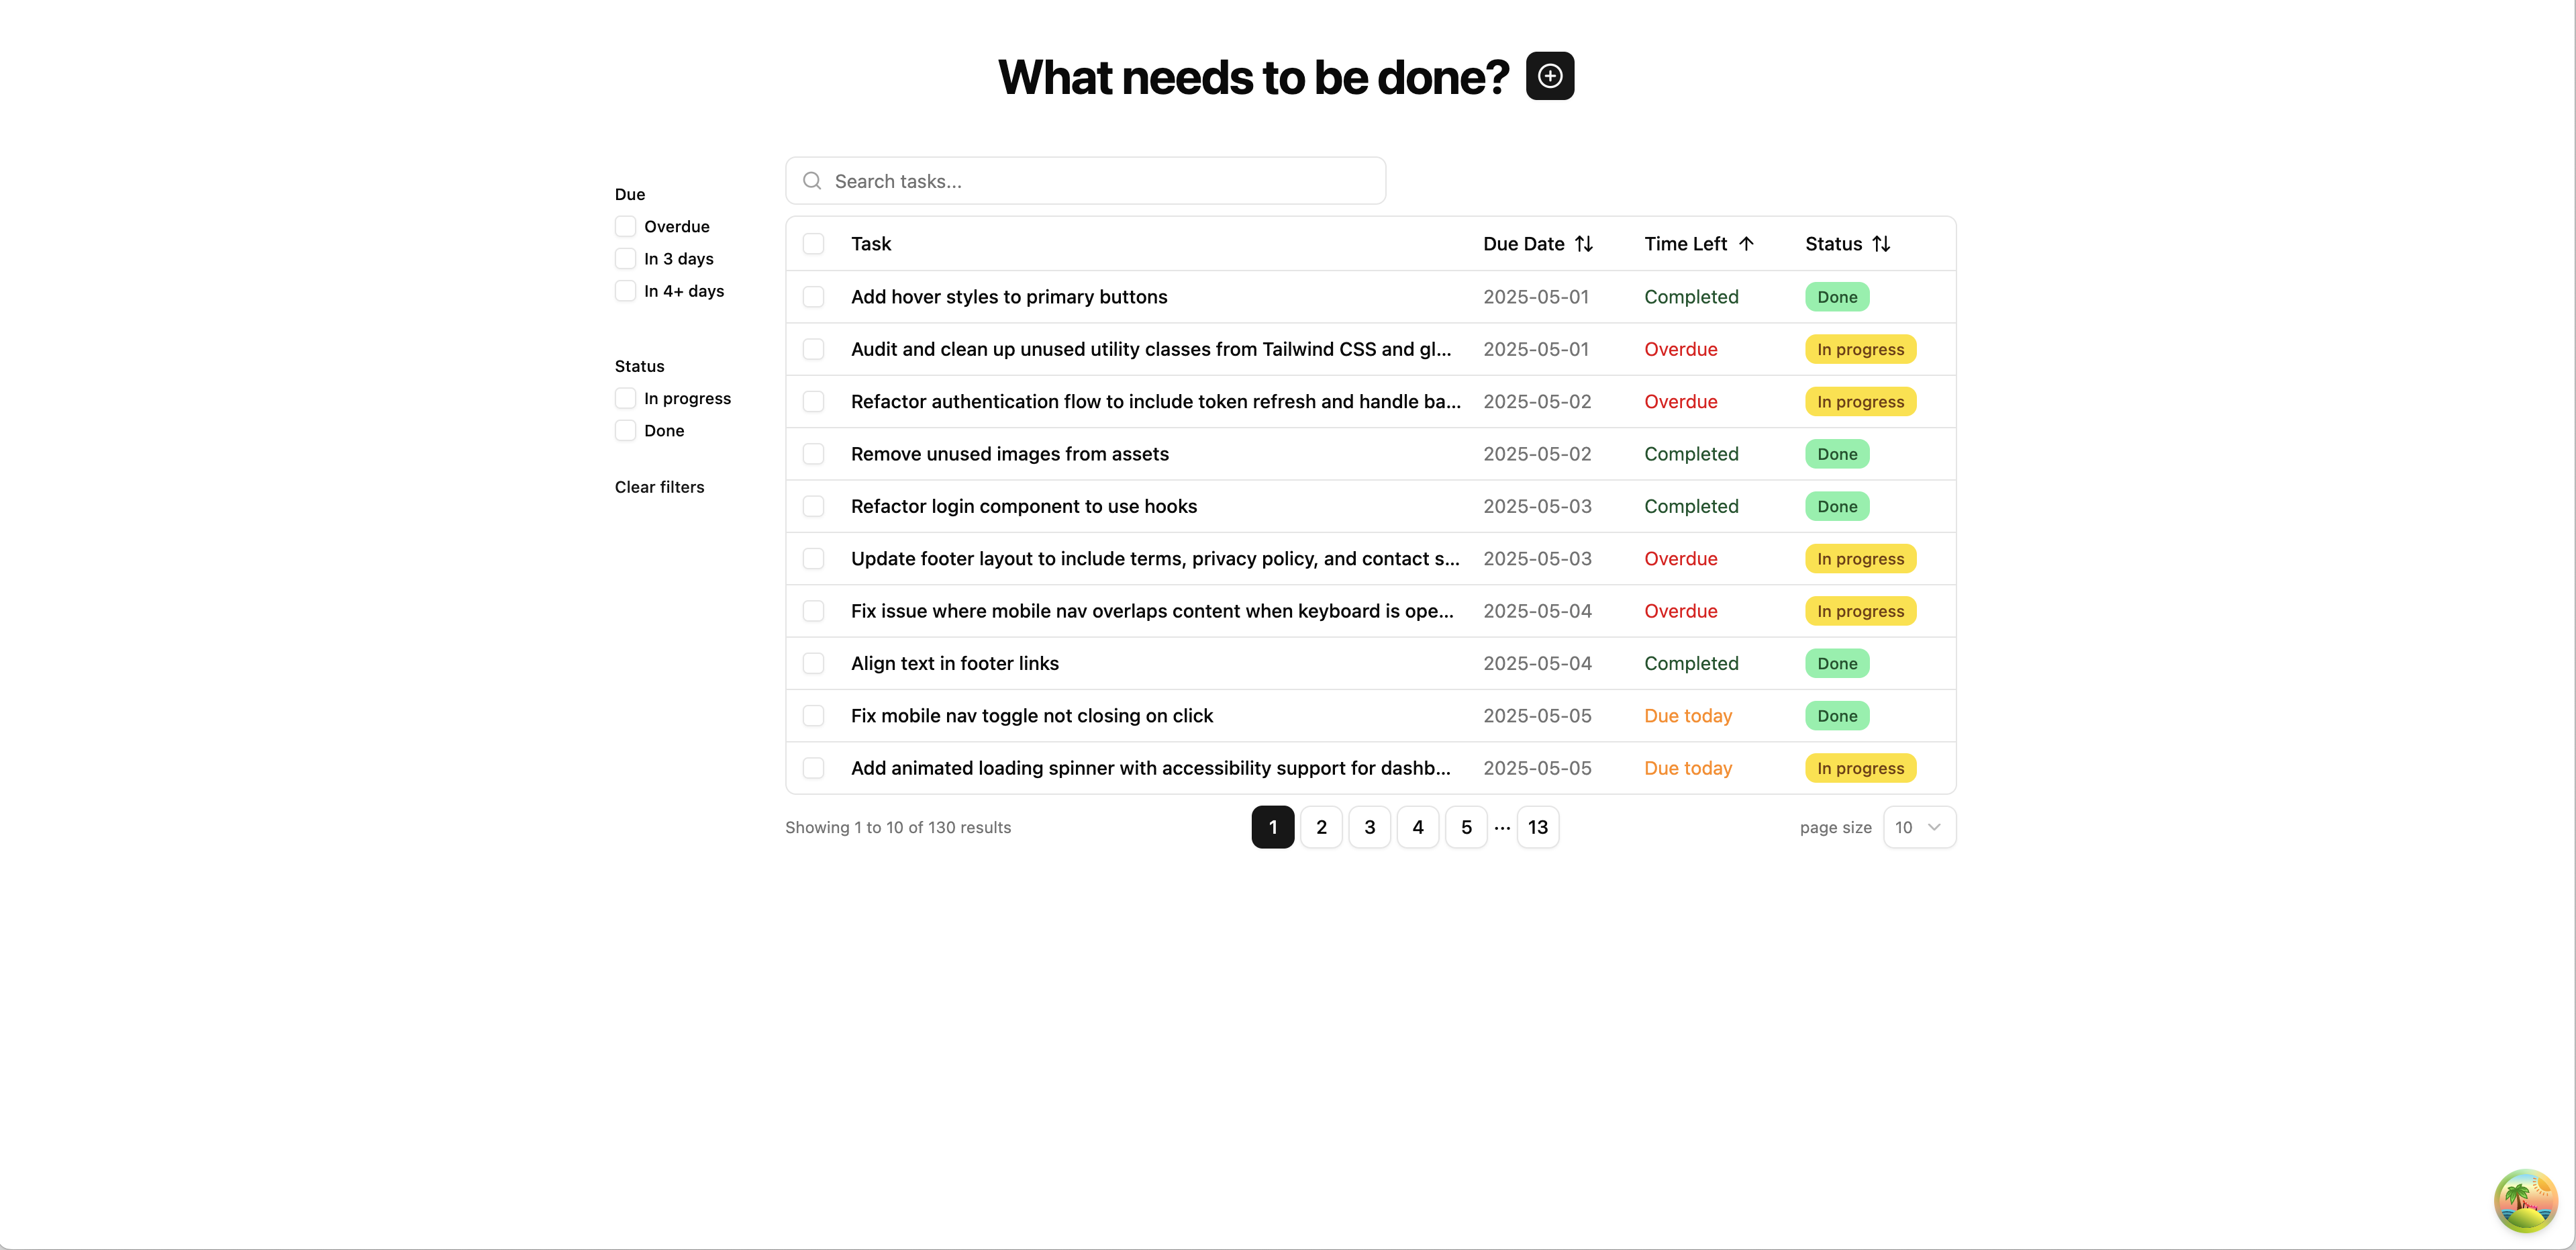 What needs to be done?
Search tasks...
Due
Overdue
In 3 days
In 4+ days
Status
In progress
Done
Clear filters
Task Due Date Time Left Status
Add hover styles to primary buttons 2025-05-01 Completed Done
Audit and clean up unused utility classes from Tailwind CSS and gl... 2025-05-01 Overdue In progress
Refactor authentication flow to include token refresh and handle ba... 2025-05-02 Overdue In progress
Remove unused images from assets 2025-05-02 Completed Done
Refactor login component to use hooks 2025-05-03 Completed Done
Update footer layout to include terms, privacy policy, and contact s... 2025-05-03 Overdue In progress
Fix issue where mobile nav overlaps content when keyboard is ope... 2025-05-04 Overdue In progress
Align text in footer links 2025-05-04 Completed Done
Fix mobile nav toggle not closing on click 2025-05-05 Due today Done
Add animated loading spinner with accessibility support for dashb... 2025-05-05 Due today In progress
Showing 1 to 10 of 130 results 1 2 3 4 5 ... 13 page size 10